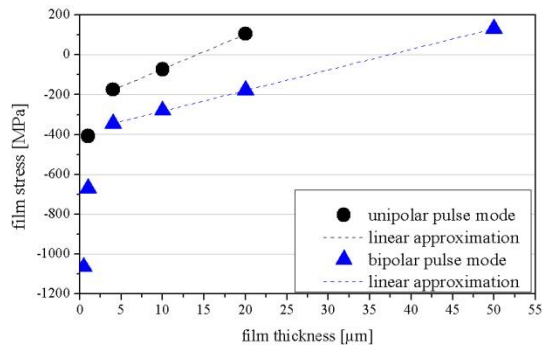 200
0
-200
-400
-600
-800
-1000
-1200
film stress [MPa]
unipolar pulse mode
linear approximation
bipolar pulse mode
linear approximation
0 5 10 15 20 25 30 35 40 45 50 55
film thickness [µm]